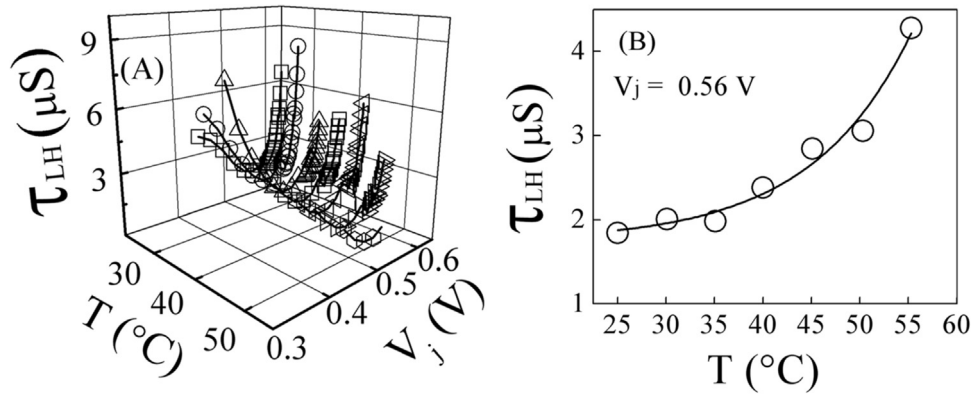 (A)
τLH (μS)
9
6
3
30
40
50
T (°C)
0.3
0.4
0.5
0.6
Vj (V)
(B)
Vj = 0.56 V
τLH (μS)
4
3
2
1
25 30 35 40 45 50 55 60
T (°C)